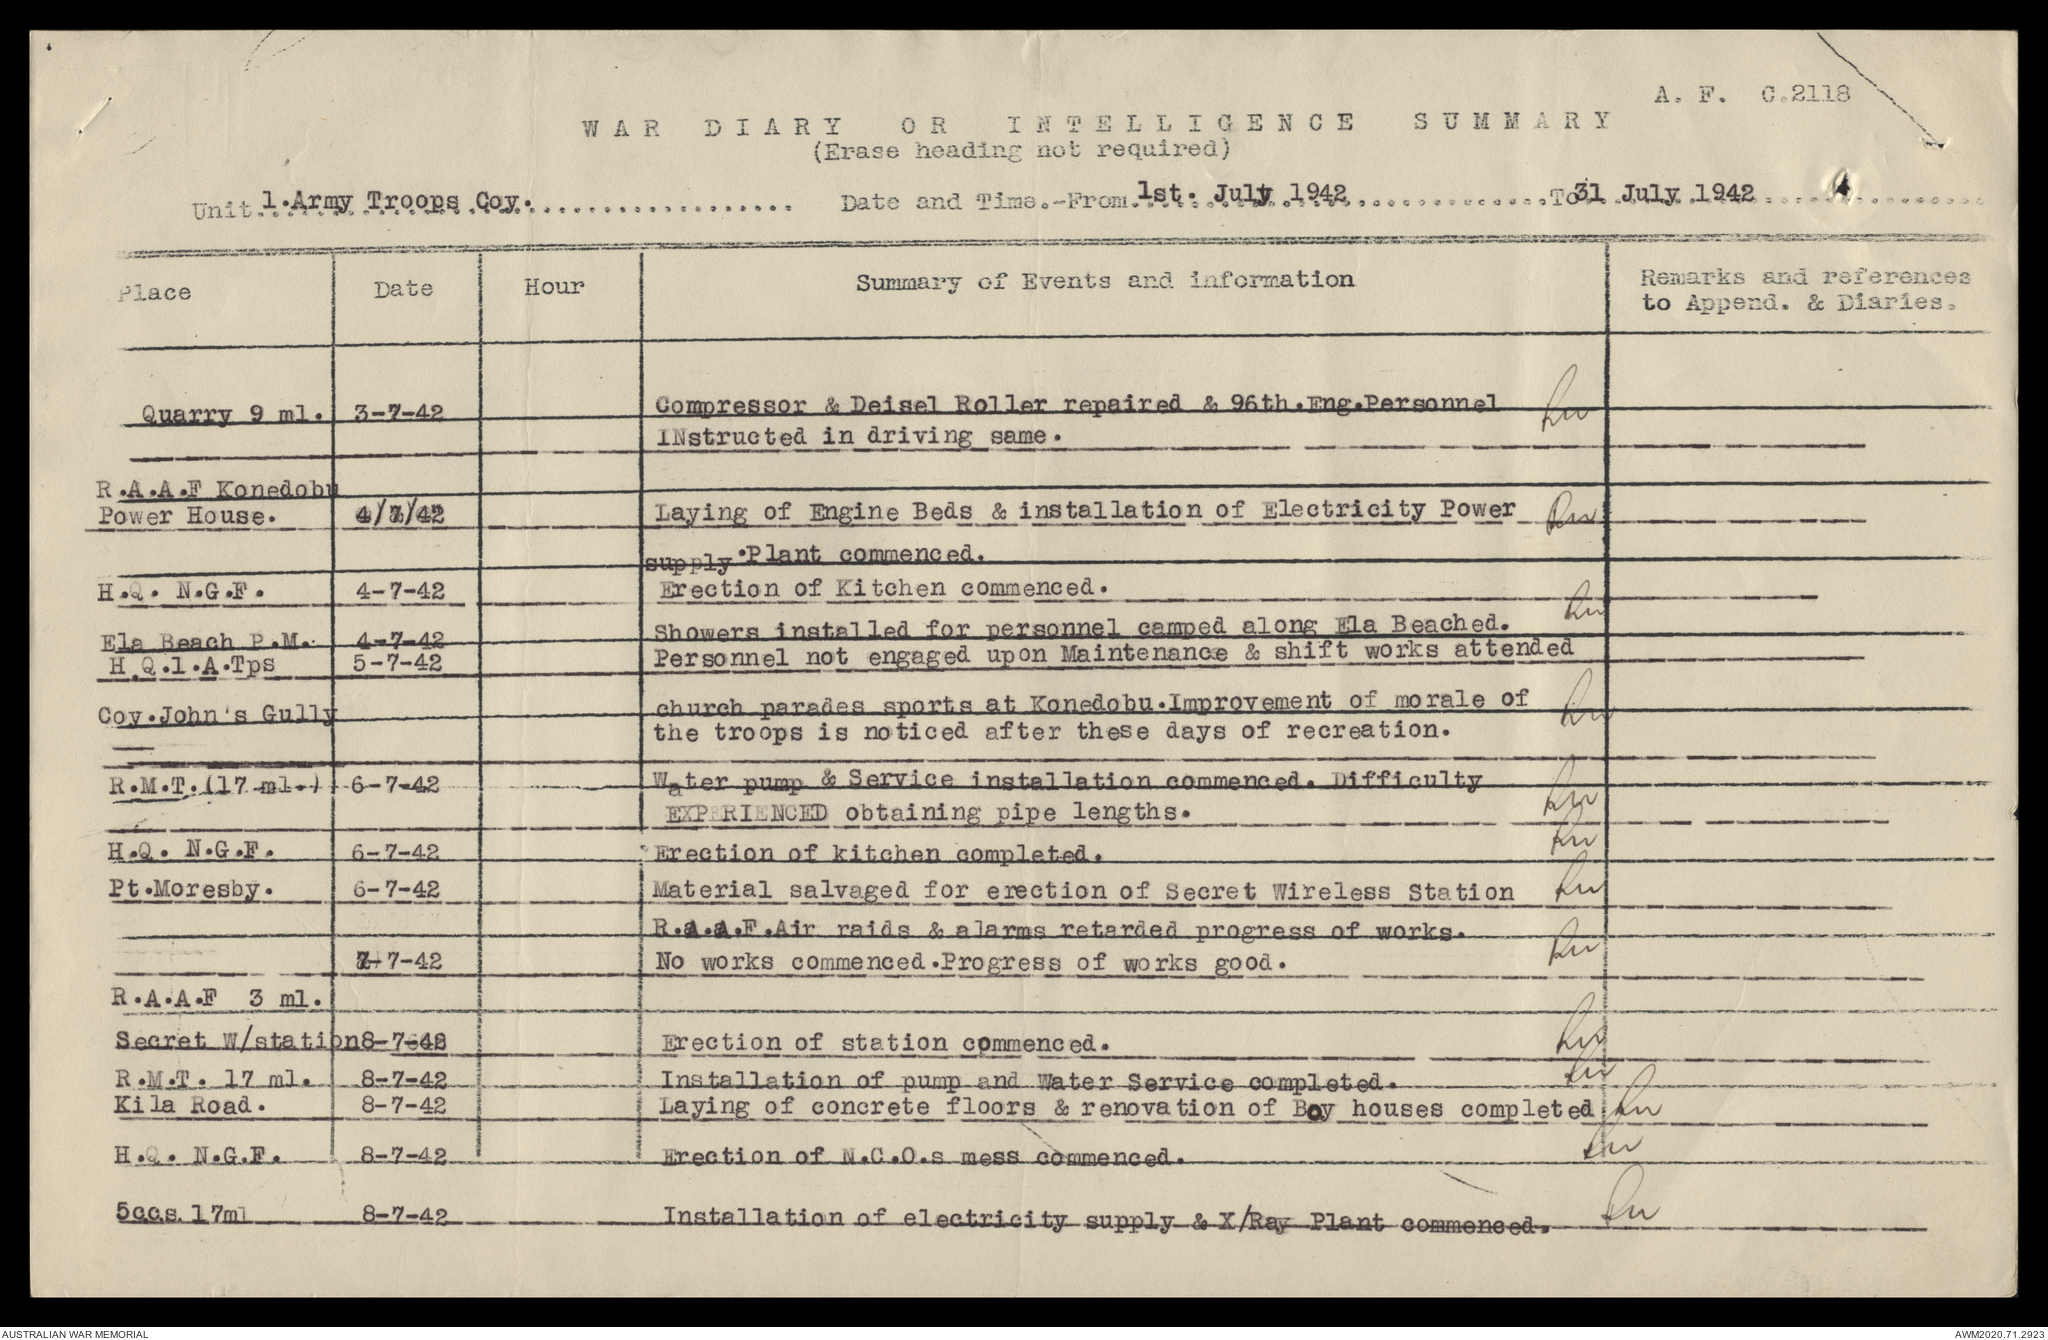 A. F. C.2118
WAR DIARY OR INTELLIGENCE SUMMARY
(Erase heading not required)
Unit 1.Army Troops Coy. Date and Time.-From 1st. July 1942 To 31 July 1942
Place Date Hour Summary of Events and information Remarks and references
to Append. & Diaries.
Quarry 9 ml. 3-7-42 Compressor & Deisel Roller repaired & 96th.Eng.Personnel
INstructed in driving same.
R.A.A.F Konedobu
Power House. 4/7/42 Laying of Engine Beds & installation of Electricity Power
supply.Plant commenced.
H.Q. N.G.F. 4-7-42 Erection of Kitchen commenced.
Ela Beach P.M. 4-7-42 Showers installed for personnel camped along Ela Beached.
H.Q.1.A.Tps 5-7-42 Personnel not engaged upon Maintenance & shift works attended
Coy.John's Gully church parades sports at Konedobu.Improvement of morale of
the troops is noticed after these days of recreation.
R.M.T.(17 ml.) 6-7-42 Water pump & Service installation commenced. Difficulty
EXPERIENCED obtaining pipe lengths.
H.Q. N.G.F. 6-7-42 Erection of kitchen completed.
Pt.Moresby. 6-7-42 Material salvaged for erection of Secret Wireless Station
R.A.A.F.Air raids & alarms retarded progress of works.
7-7-42 No works commenced.Progress of works good.
R.A.A.F 3 ml.
Secret W/station 8-7-42 Erection of station commenced.
R.M.T. 17 ml. 8-7-42 Installation of pump and Water Service completed.
Kila Road. 8-7-42 Laying of concrete floors & renovation of Boy houses completed
H.Q. N.G.F. 8-7-42 Erection of N.C.O.s mess commenced.
5ccs.17ml 8-7-42 Installation of electricity supply & X/Ray Plant commenced.
AUSTRALIAN WAR MEMORIAL AWM2020.71.2923